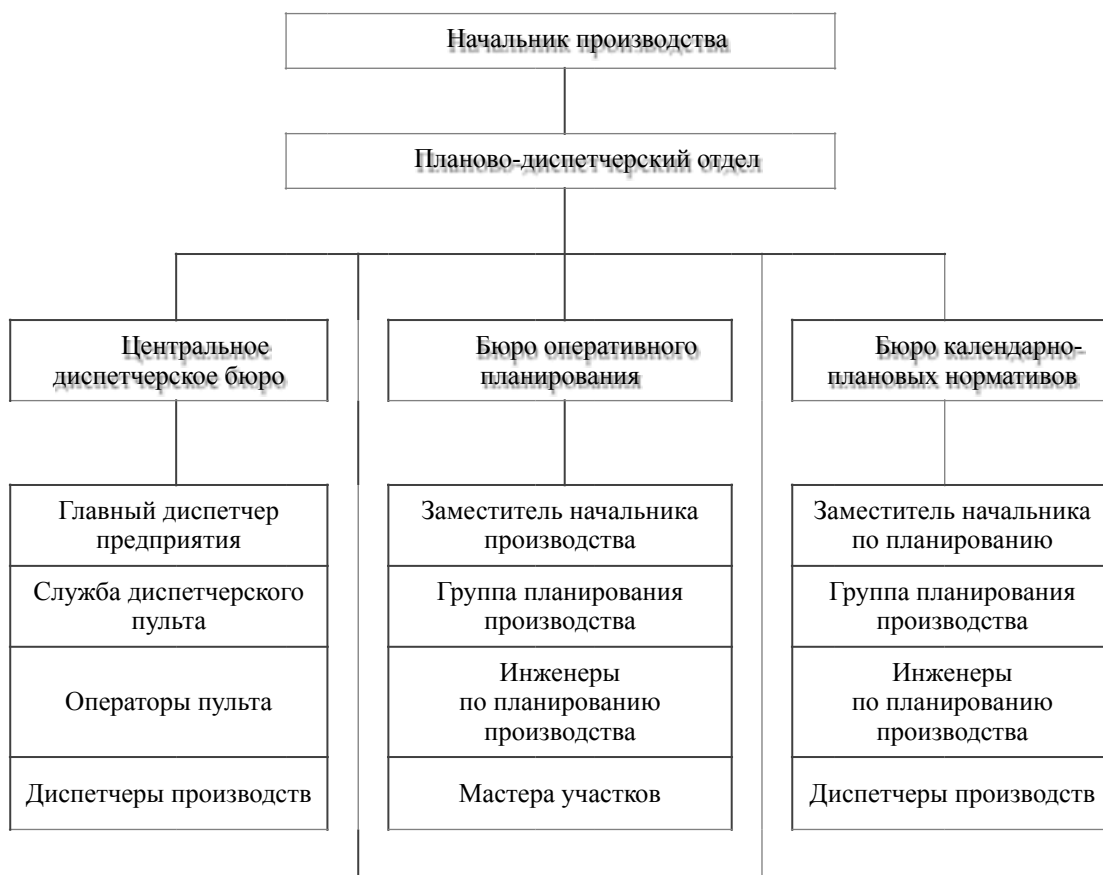 Начальник производства
Планово-диспетчерский отдел
Центральное
диспетчерское бюро
Бюро оперативного
планирования
Бюро календарно-
плановых нормативов
Главный диспетчер
предприятия
Служба диспетчерского
пульта
Операторы пульта
Диспетчеры производств
Заместитель начальника
производства
Группа планирования
производства
Инженеры
по планированию
производства
Мастера участков
Заместитель начальника
по планированию
Группа планирования
производства
Инженеры
по планированию
производства
Диспетчеры производств